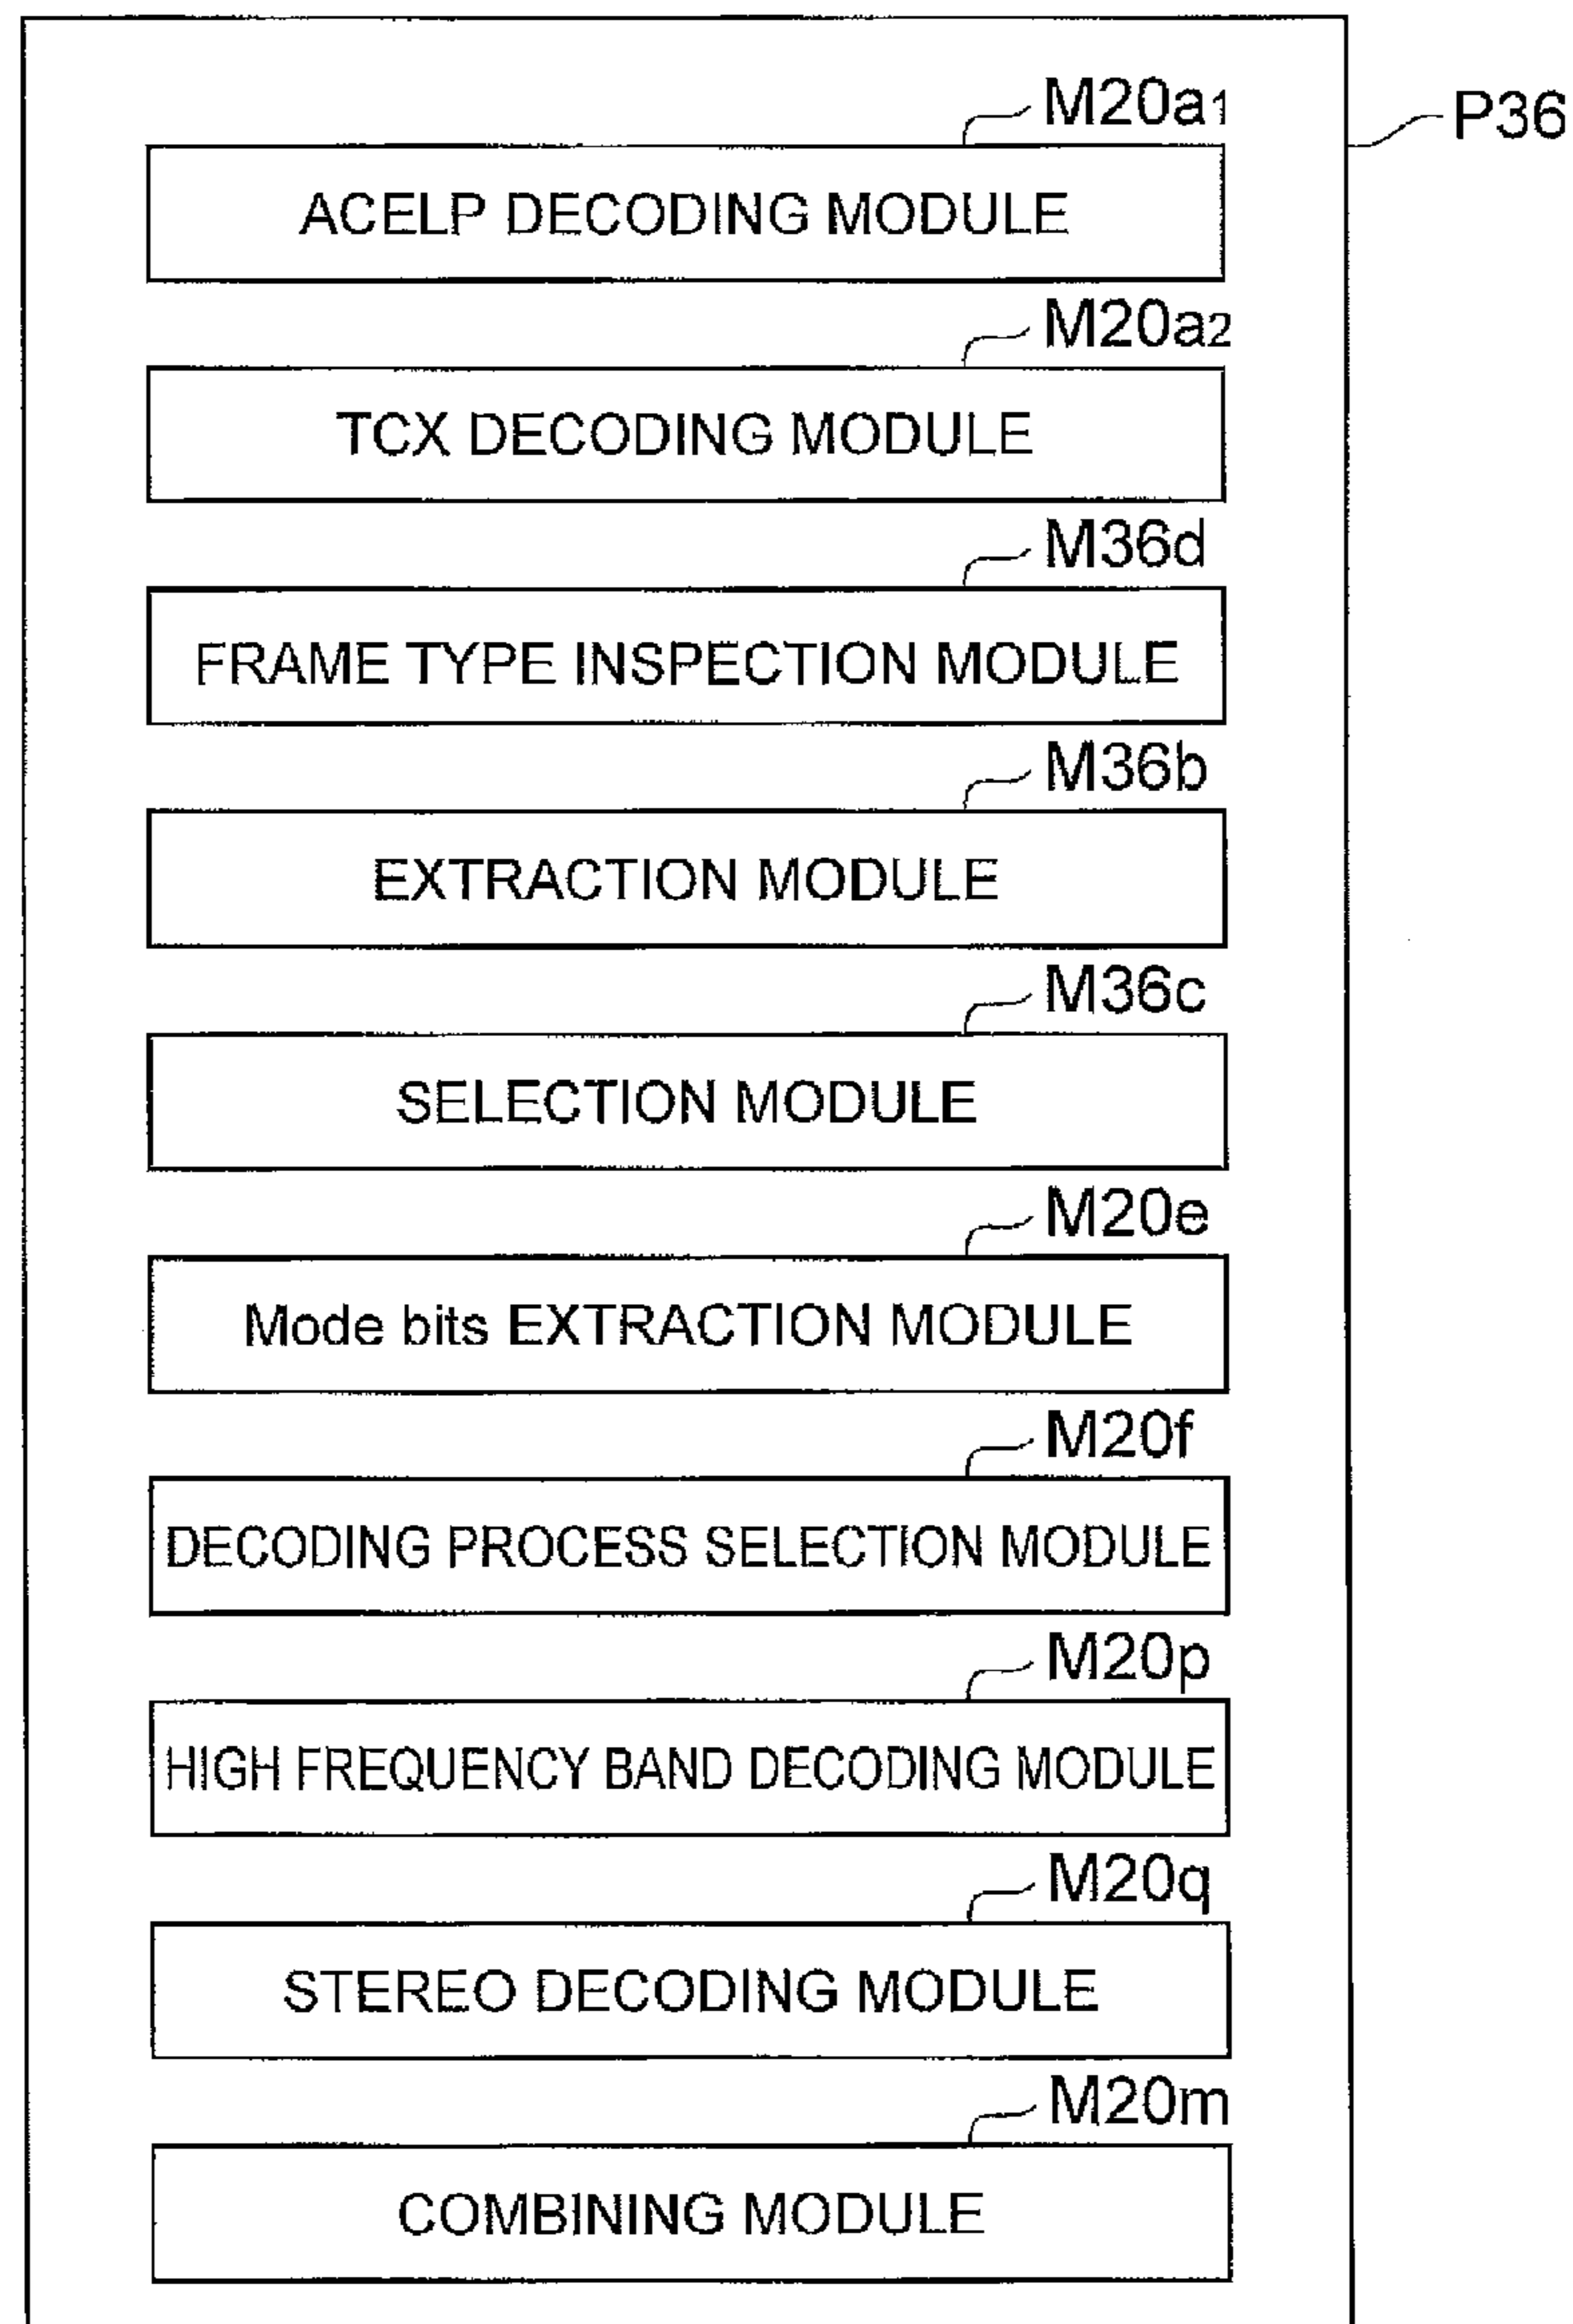 M20a1
P36
ACELP DECODING MODULE
M20a2
TCX DECODING MODULE
M36d
FRAME TYPE INSPECTION MODULE
M36b
EXTRACTION MODULE
M36c
SELECTION MODULE
M20e
Mode bits EXTRACTION MODULE
M20f
DECODING PROCESS SELECTION MODULE
M20p
HIGH FREQUENCY BAND DECODING MODULE
M20q
STEREO DECODING MODULE
M20m
COMBINING MODULE